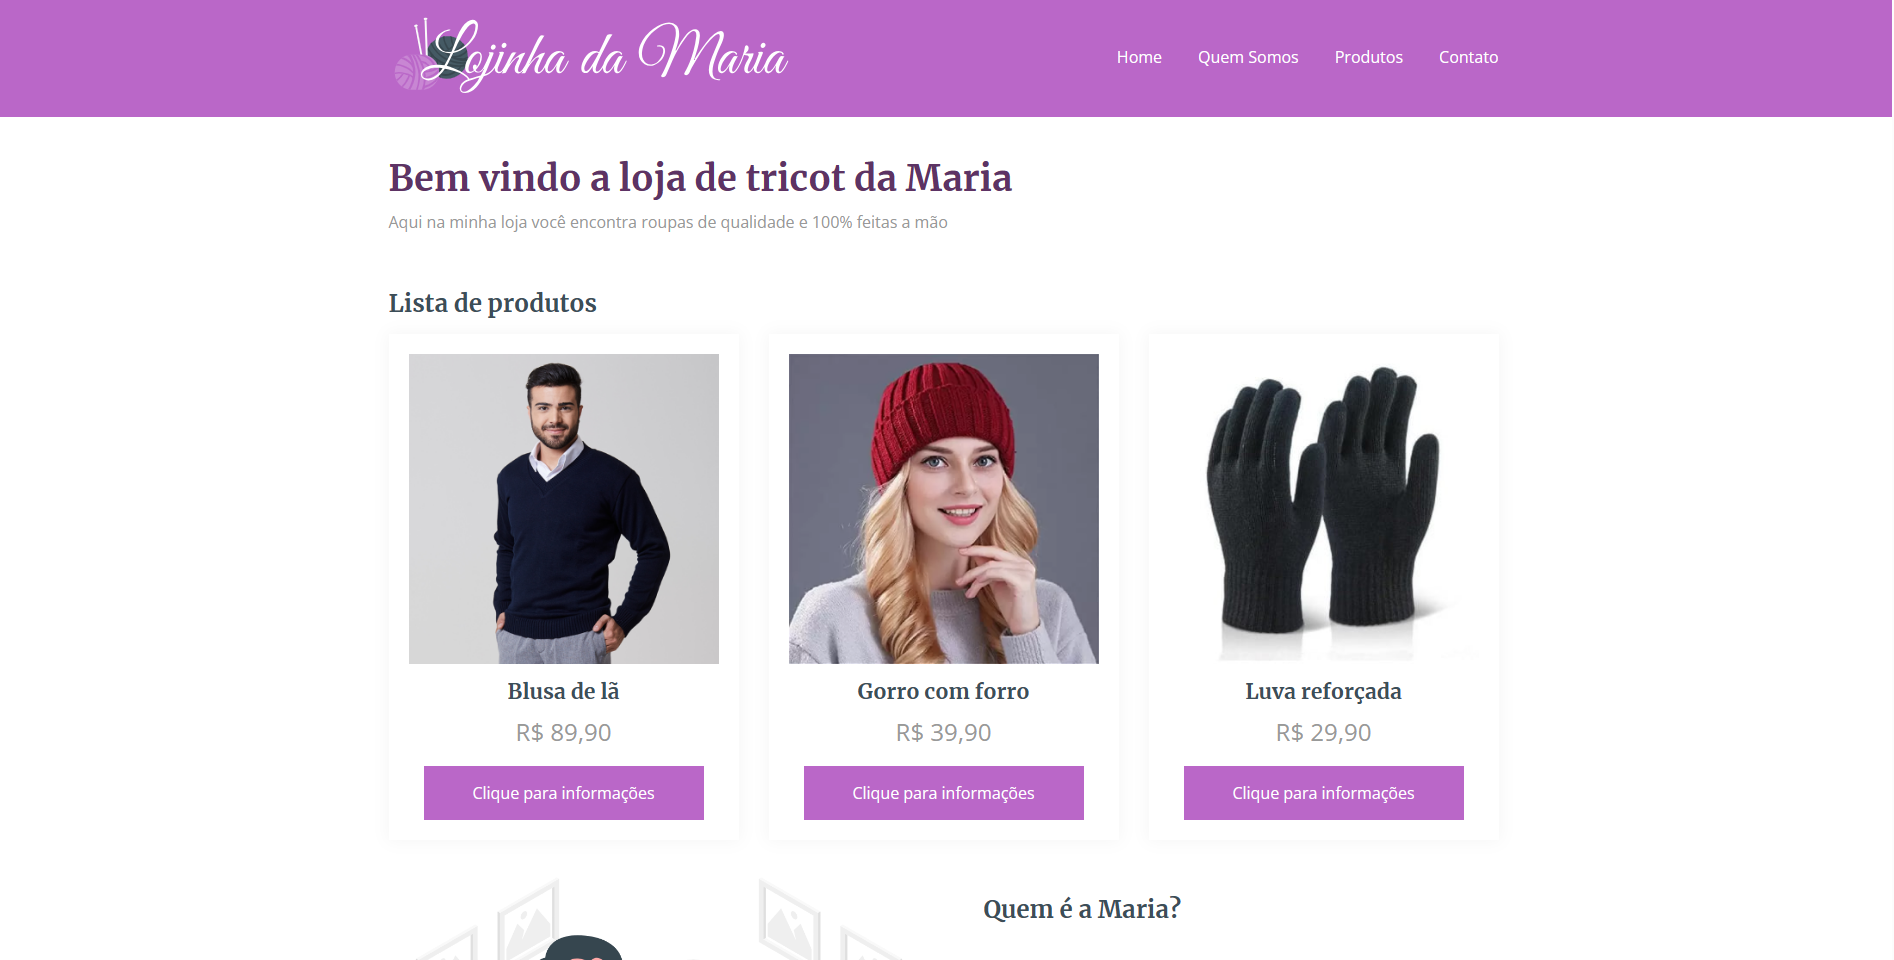 Lojinha da Maria
Home
Quem Somos
Produtos
Contato
Bem vindo a loja de tricot da Maria
Aqui na minha loja você encontra roupas de qualidade e 100% feitas a mão
Lista de produtos
Blusa de lã
R$ 89,90
Clique para informações
Gorro com forro
R$ 39,90
Clique para informações
Luva reforçada
R$ 29,90
Clique para informações
Quem é a Maria?